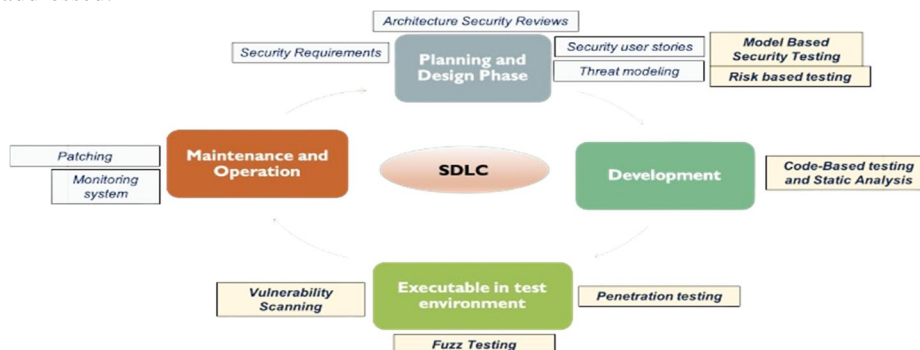 Architecture Security Reviews
Security Requirements
Planning and
Design Phase
Security user stories
Threat modeling
Model Based
Security Testing
Risk based testing
Patching
Monitoring
system
Maintenance and
Operation
SDLC
Development
Code-Based testing
and Static Analysis
Vulnerability
Scanning
Executable in test
environment
Penetration testing
Fuzz Testing